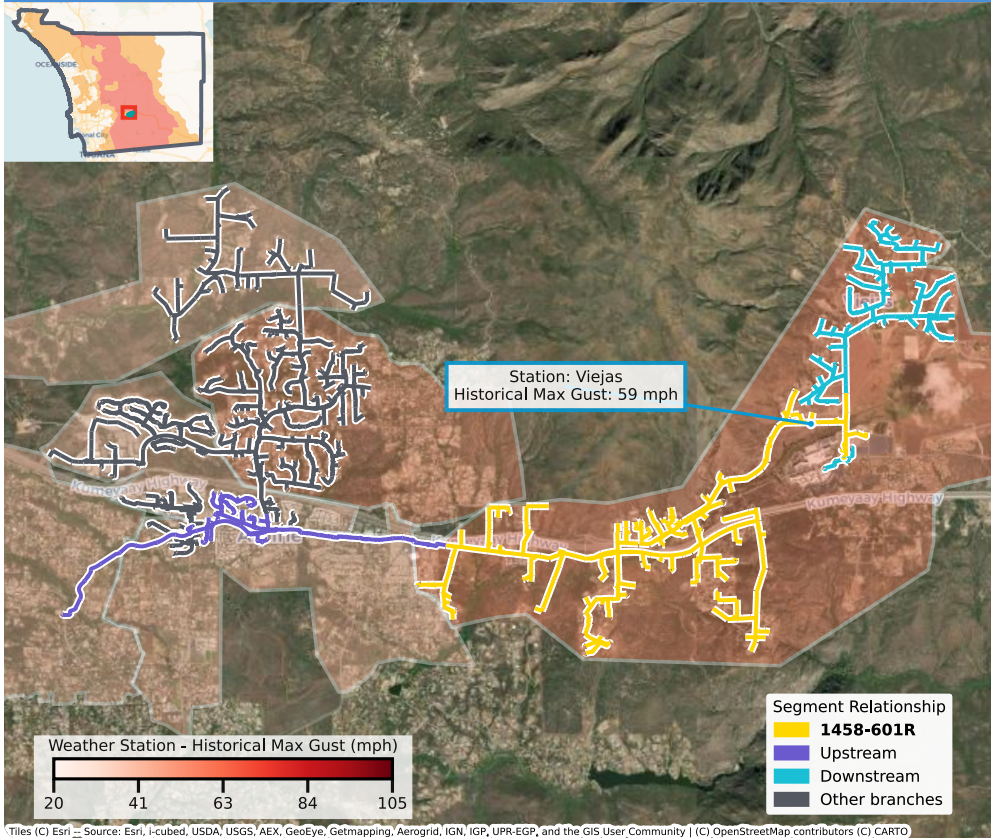 OCEANSIDE
Station: Viejas
Historical Max Gust: 59 mph
Kumeyaay Highway
Kumeyaay Highway
Alpine
Segment Relationship
1458-601R
Upstream
Downstream
Other branches
Weather Station - Historical Max Gust (mph)
20 41 63 84 105
Tiles (C) Esri -- Source: Esri, i-cubed, USDA, USGS, AEX, GeoEye, Getmapping, Aerogrid, IGN, IGP, UPR-EGP, and the GIS User Community | (C) OpenStreetMap contributors (C) CARTO